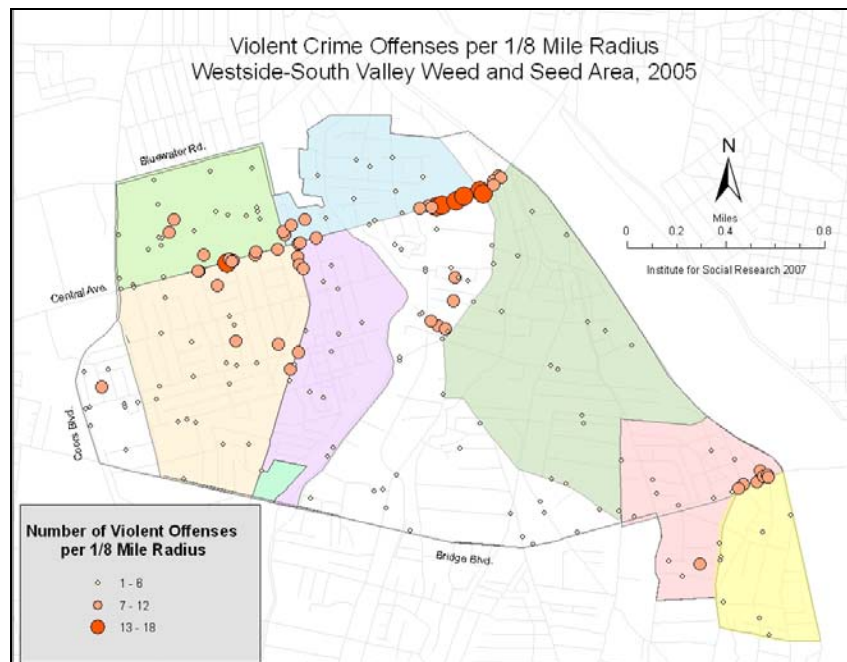 Violent Crime Offenses per 1/8 Mile Radius
Westside-South Valley Weed and Seed Area, 2005
Bluewater Rd.
N
Miles
0 0.4 0.8
Institute for Social Research 2007
Central Ave.
Coors Blvd.
Bridge Blvd.
Number of Violent Offenses
per 1/8 Mile Radius
1 - 6
7 - 12
13 - 18